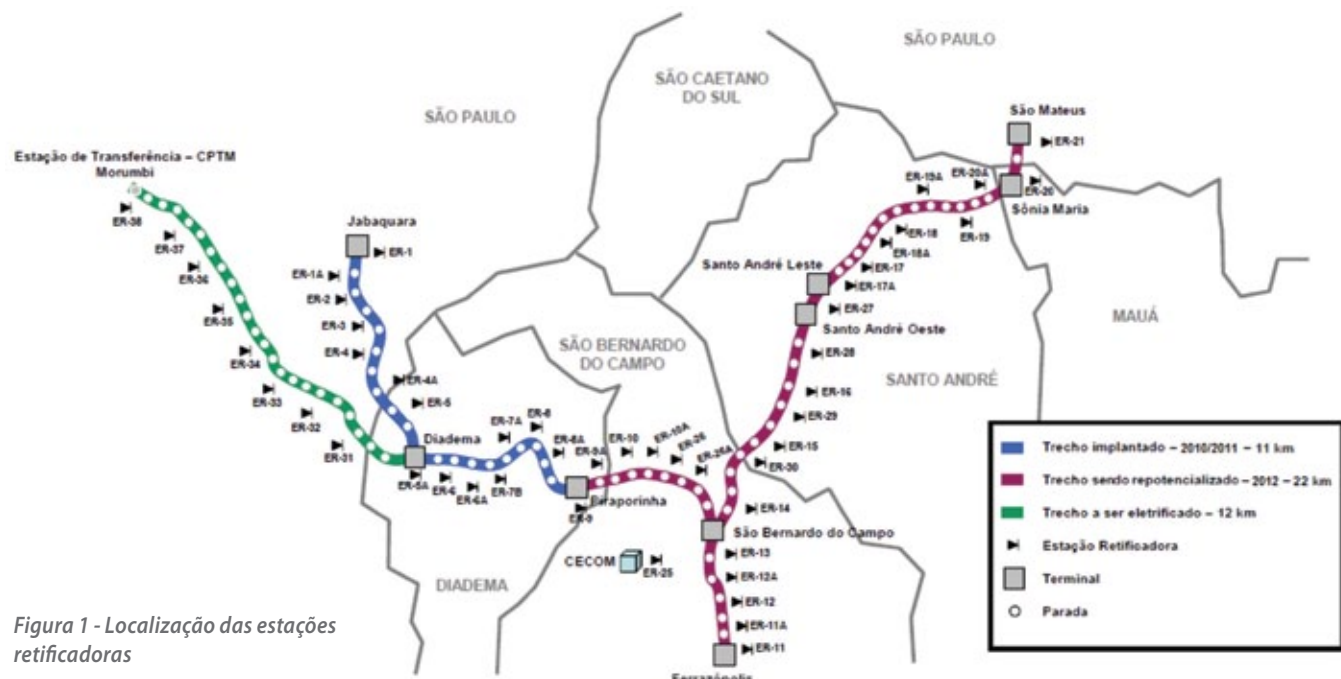 SÃO PAULO
SÃO CAETANO
DO SUL
SÃO PAULO
São Mateus
ER-21
Estação de Transferência – CPTM
Morumbi
ER-38
ER-37
ER-36
ER-35
ER-34
ER-33
ER-32
ER-31
Jabaquara
ER-1
ER-1A
ER-2
ER-3
ER-4
ER-4A
ER-5
Diadema
ER-5A
ER-6
ER-6A
ER-7A
ER-7B
ER-8
ER-8A
ER-9A
Piraporinha
ER-9
ER-10
ER-10A
ER-26
ER-26A
SÃO BERNARDO
DO CAMPO
ER-19A
ER-20A
ER-20
Sônia Maria
ER-19
ER-18
ER-18A
ER-17
Santo André Leste
ER-17A
ER-27
Santo André Oeste
ER-28
ER-16
ER-29
ER-15
ER-30
ER-14
SANTO ANDRÉ
MAUÁ
São Bernardo do Campo
ER-13
ER-12A
ER-12
ER-11A
ER-11
Ferrazópolis
CECOM
ER-25
DIADEMA
Trecho implantado – 2010/2011 – 11 km
Trecho sendo repotencializado – 2012 – 22 km
Trecho a ser eletrificado – 12 km
Estação Retificadora
Terminal
Parada
Figura 1 - Localização das estações
retificadoras